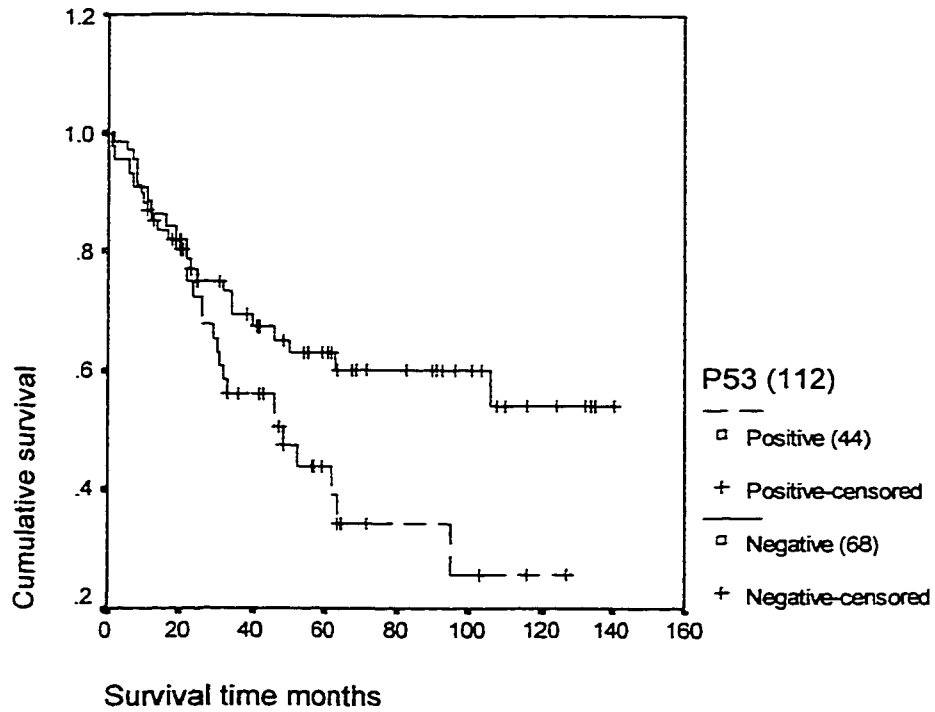 1.2
1.0
.8
.6
.4
.2
0 20 40 60 80 100 120 140 160
Cumulative survival
Survival time months
P53 (112)
Positive (44)
Positive-censored
Negative (68)
Negative-censored